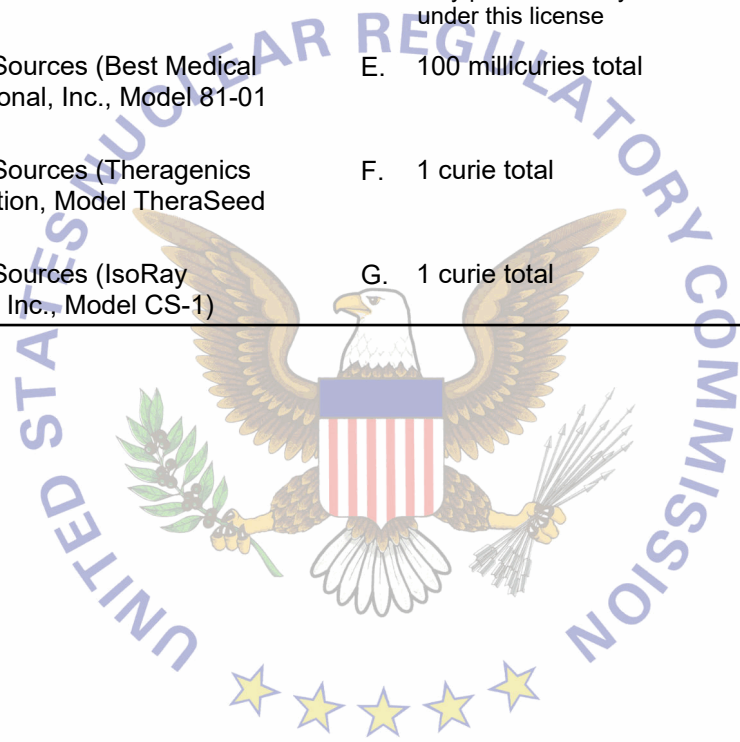 under this license
Sources (Best Medical E. 100 millicuries total
onal, Inc., Model 81-01
Sources (Theragenics F. 1 curie total
tion, Model TheraSeed
Sources (IsoRay G. 1 curie total
Inc., Model CS-1)
UNITED STATES NUCLEAR REGULATORY COMMISSION